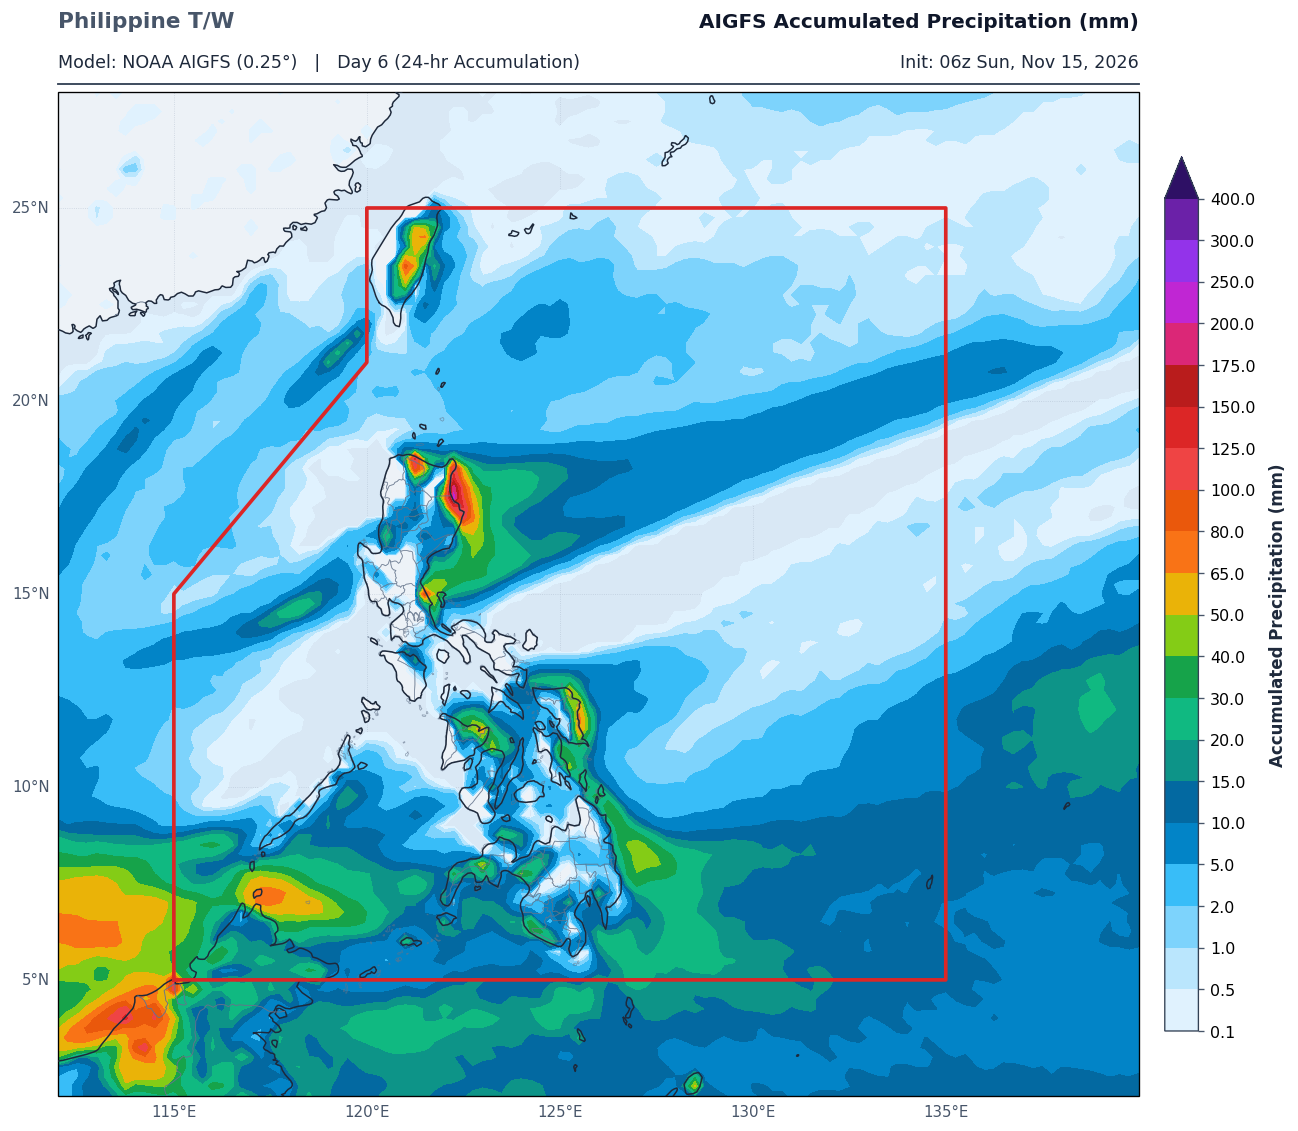 Philippine T/W
AIGFS Accumulated Precipitation (mm)
Model: NOAA AIGFS (0.25°) | Day 6 (24-hr Accumulation)
Init: 06z Sun, Nov 15, 2026
25°N
20°N
15°N
10°N
5°N
115°E
120°E
125°E
130°E
135°E
400.0
300.0
250.0
200.0
175.0
150.0
125.0
100.0
80.0
65.0
50.0
40.0
30.0
20.0
15.0
10.0
5.0
2.0
1.0
0.5
0.1
Accumulated Precipitation (mm)